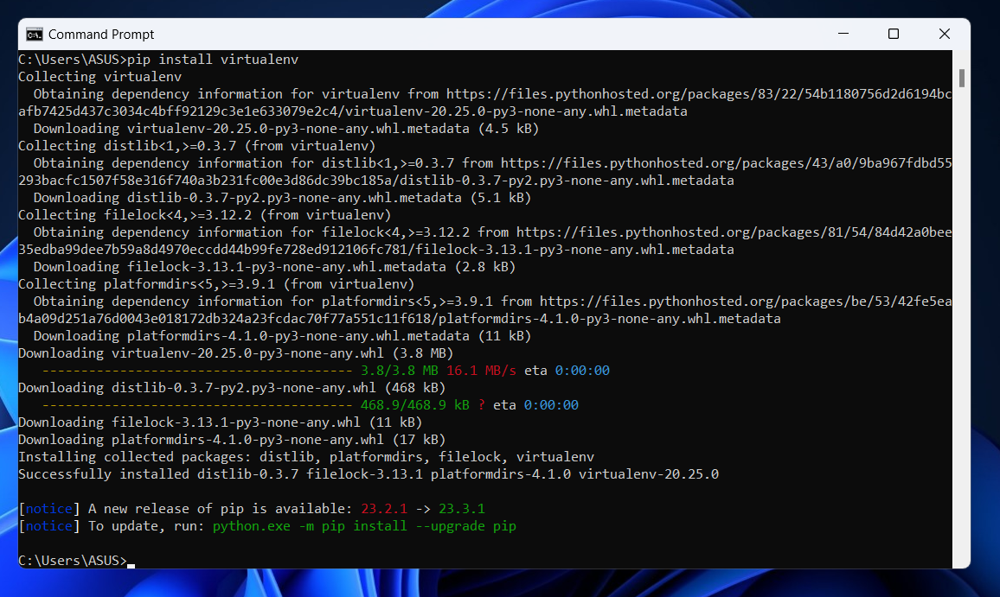 Command Prompt
C:\Users\ASUS>pip install virtualenv
Collecting virtualenv
  Obtaining dependency information for virtualenv from https://files.pythonhosted.org/packages/83/22/54b1180756d2d6194bc
afb7425d437c3034c4bff92129c3e1e633079e2c4/virtualenv-20.25.0-py3-none-any.whl.metadata
  Downloading virtualenv-20.25.0-py3-none-any.whl.metadata (4.5 kB)
Collecting distlib<1,>=0.3.7 (from virtualenv)
  Obtaining dependency information for distlib<1,>=0.3.7 from https://files.pythonhosted.org/packages/43/a0/9ba967fdbd55
293bacfc1507f58e316f740a3b231fc00e3d86dc39bc185a/distlib-0.3.7-py2.py3-none-any.whl.metadata
  Downloading distlib-0.3.7-py2.py3-none-any.whl.metadata (5.1 kB)
Collecting filelock<4,>=3.12.2 (from virtualenv)
  Obtaining dependency information for filelock<4,>=3.12.2 from https://files.pythonhosted.org/packages/81/54/84d42a0bee
35edba99dee7b59a8d4970eccdd44b99fe728ed912106fc781/filelock-3.13.1-py3-none-any.whl.metadata
  Downloading filelock-3.13.1-py3-none-any.whl.metadata (2.8 kB)
Collecting platformdirs<5,>=3.9.1 (from virtualenv)
  Obtaining dependency information for platformdirs<5,>=3.9.1 from https://files.pythonhosted.org/packages/be/53/42fe5ea
b4a09d251a76d0043e018172db324a23fcdac70f77a551c11f618/platformdirs-4.1.0-py3-none-any.whl.metadata
  Downloading platformdirs-4.1.0-py3-none-any.whl.metadata (11 kB)
Downloading virtualenv-20.25.0-py3-none-any.whl (3.8 MB)
   ---------------------------------------- 3.8/3.8 MB 16.1 MB/s eta 0:00:00
Downloading distlib-0.3.7-py2.py3-none-any.whl (468 kB)
   ---------------------------------------- 468.9/468.9 kB ? eta 0:00:00
Downloading filelock-3.13.1-py3-none-any.whl (11 kB)
Downloading platformdirs-4.1.0-py3-none-any.whl (17 kB)
Installing collected packages: distlib, platformdirs, filelock, virtualenv
Successfully installed distlib-0.3.7 filelock-3.13.1 platformdirs-4.1.0 virtualenv-20.25.0
[notice] A new release of pip is available: 23.2.1 -> 23.3.1
[notice] To update, run: python.exe -m pip install --upgrade pip
C:\Users\ASUS>